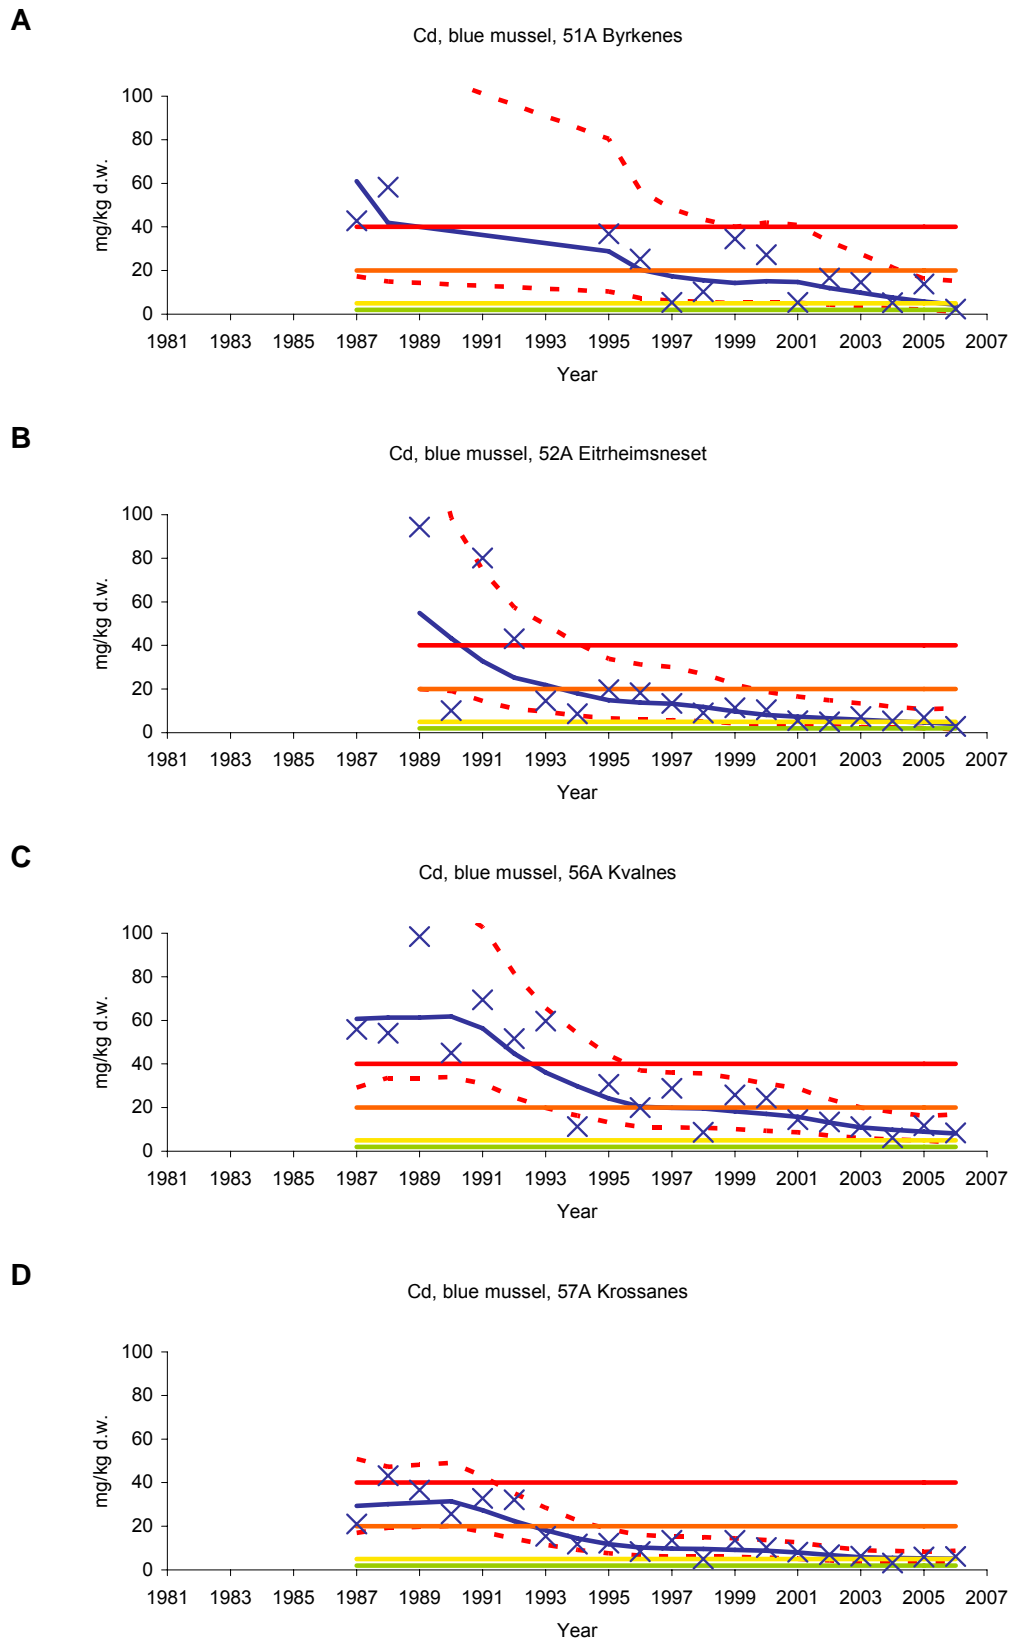 A
Cd, blue mussel, 51A Byrkenes
100
80
60
40
20
0
mg/kg d.w.
1981 1983 1985 1987 1989 1991 1993 1995 1997 1999 2001 2003 2005 2007
Year
B
Cd, blue mussel, 52A Eitrheimsneset
100
80
60
40
20
0
mg/kg d.w.
1981 1983 1985 1987 1989 1991 1993 1995 1997 1999 2001 2003 2005 2007
Year
C
Cd, blue mussel, 56A Kvalnes
100
80
60
40
20
0
mg/kg d.w.
1981 1983 1985 1987 1989 1991 1993 1995 1997 1999 2001 2003 2005 2007
Year
D
Cd, blue mussel, 57A Krossanes
100
80
60
40
20
0
mg/kg d.w.
1981 1983 1985 1987 1989 1991 1993 1995 1997 1999 2001 2003 2005 2007
Year